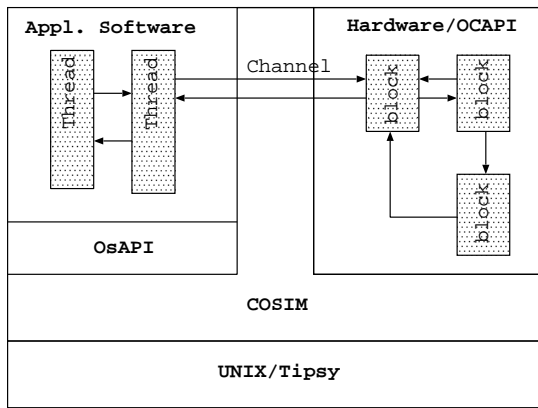 Appl. Software
Hardware/OCAPI
Thread
Thread
Channel
block
block
block
OsAPI
COSIM
UNIX/Tipsy